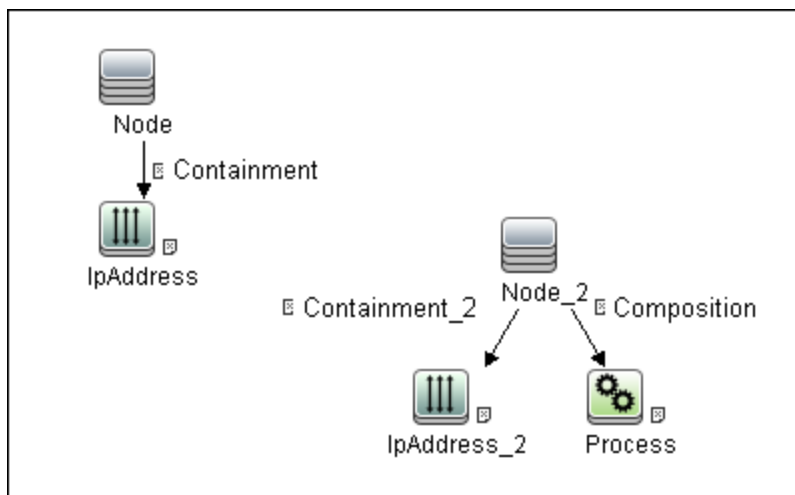 Node
Containment
IpAddress
Node_2
Containment_2
Composition
IpAddress_2
Process